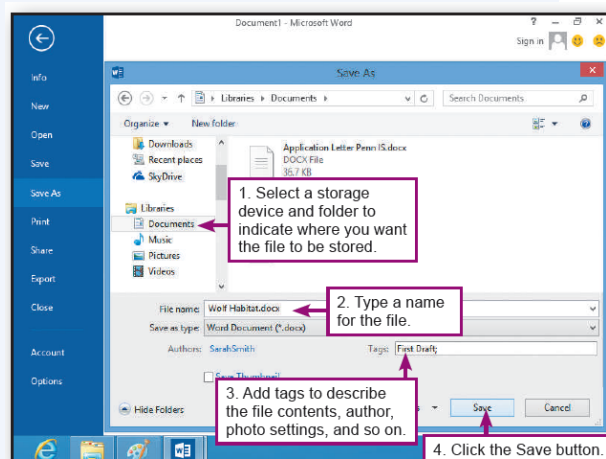 Document1 - Microsoft Word
Sign in
Info
New
Open
Save
Save As
Print
Share
Export
Close
Account
Options
Save As
Libraries Documents
Search Documents
Organize New folder
Downloads
Recent places
SkyDrive
Libraries
Documents
Music
Pictures
Videos
Application Letter Penn IS.docx
DOCX File
36.7 KB
1. Select a storage
device and folder to
indicate where you want
the file to be stored.
File name: Wolf Habitat.docx
2. Type a name
for the file.
Save as type: Word Document (*.docx)
Authors: SarahSmith
Tags: First Draft;
Save Thumbnail
3. Add tags to describe
the file contents, author,
photo settings, and so on.
Hide Folders
Save
Cancel
4. Click the Save button.